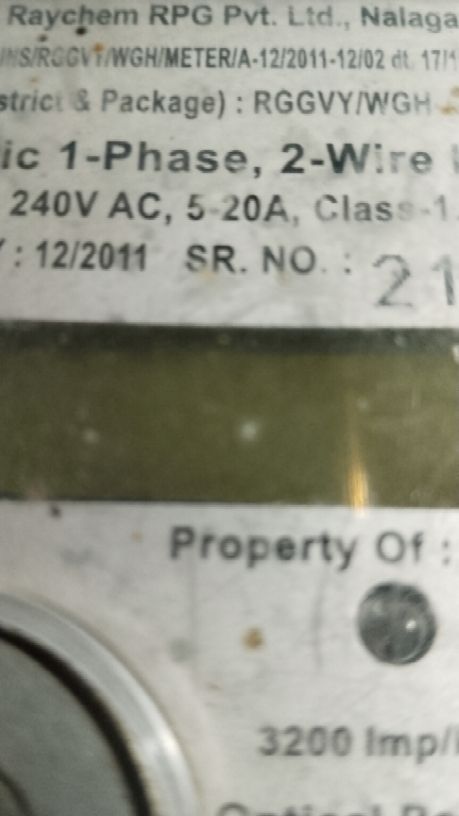 Raychem RPG Pvt. Ltd., Nalaga
/RGGVY/WGH/METER/A-12/2011-12/02 dt. 17/1
strict & Package) : RGGVY/WGH
ic 1-Phase, 2-Wire
240V AC, 5-20A, Class-1
: 12/2011 SR. NO. : 21
Property Of :
3200 Imp/